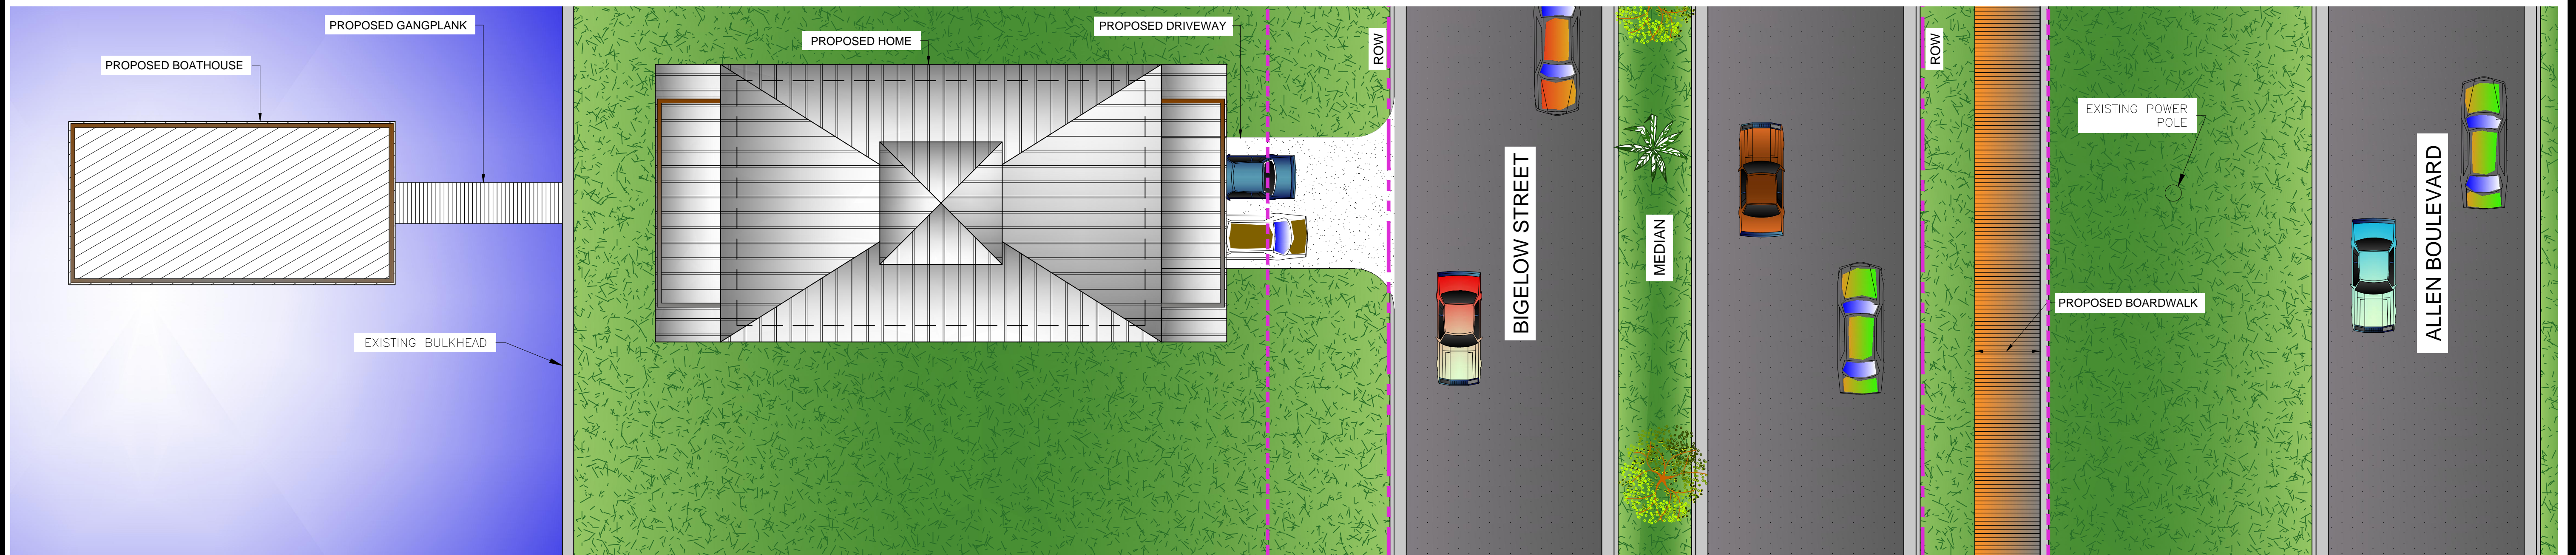 PROPOSED GANGPLANK
PROPOSED BOATHOUSE
EXISTING BULKHEAD
PROPOSED HOME
PROPOSED DRIVEWAY
ROW
BIGELOW STREET
MEDIAN
ROW
EXISTING POWER
POLE
PROPOSED BOARDWALK
ALLEN BOULEVARD